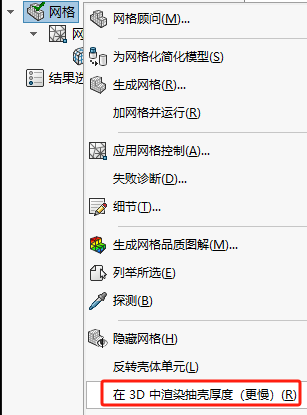 网格
网
结果选
网格顾问(M)...
为网格化简化模型(S)
生成网格(R)...
加网格并运行(R)
应用网格控制(A)...
失败诊断(D)...
细节(T)...
生成网格品质图解(M)...
列举所选(E)
探测(B)
隐藏网格(H)
反转壳体单元(L)
在 3D 中渲染抽壳厚度（更慢）(R)